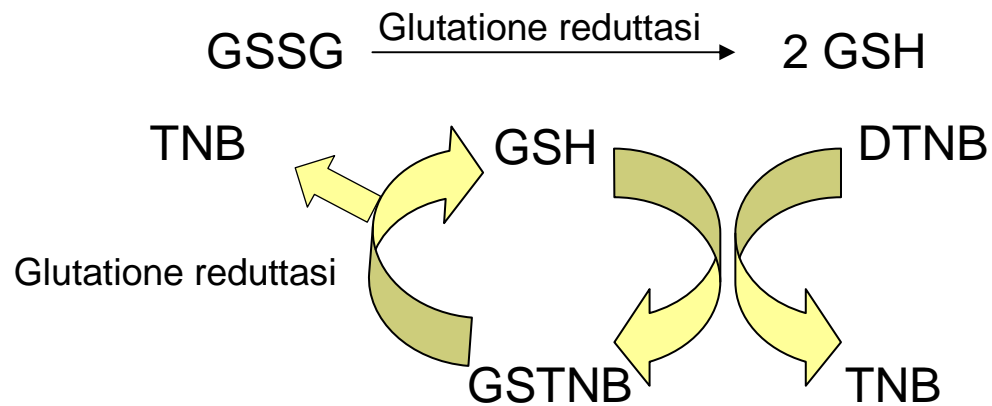 Glutatione reduttasi
GSSG 2 GSH
TNB GSH DTNB
Glutatione reduttasi
GSTNB TNB